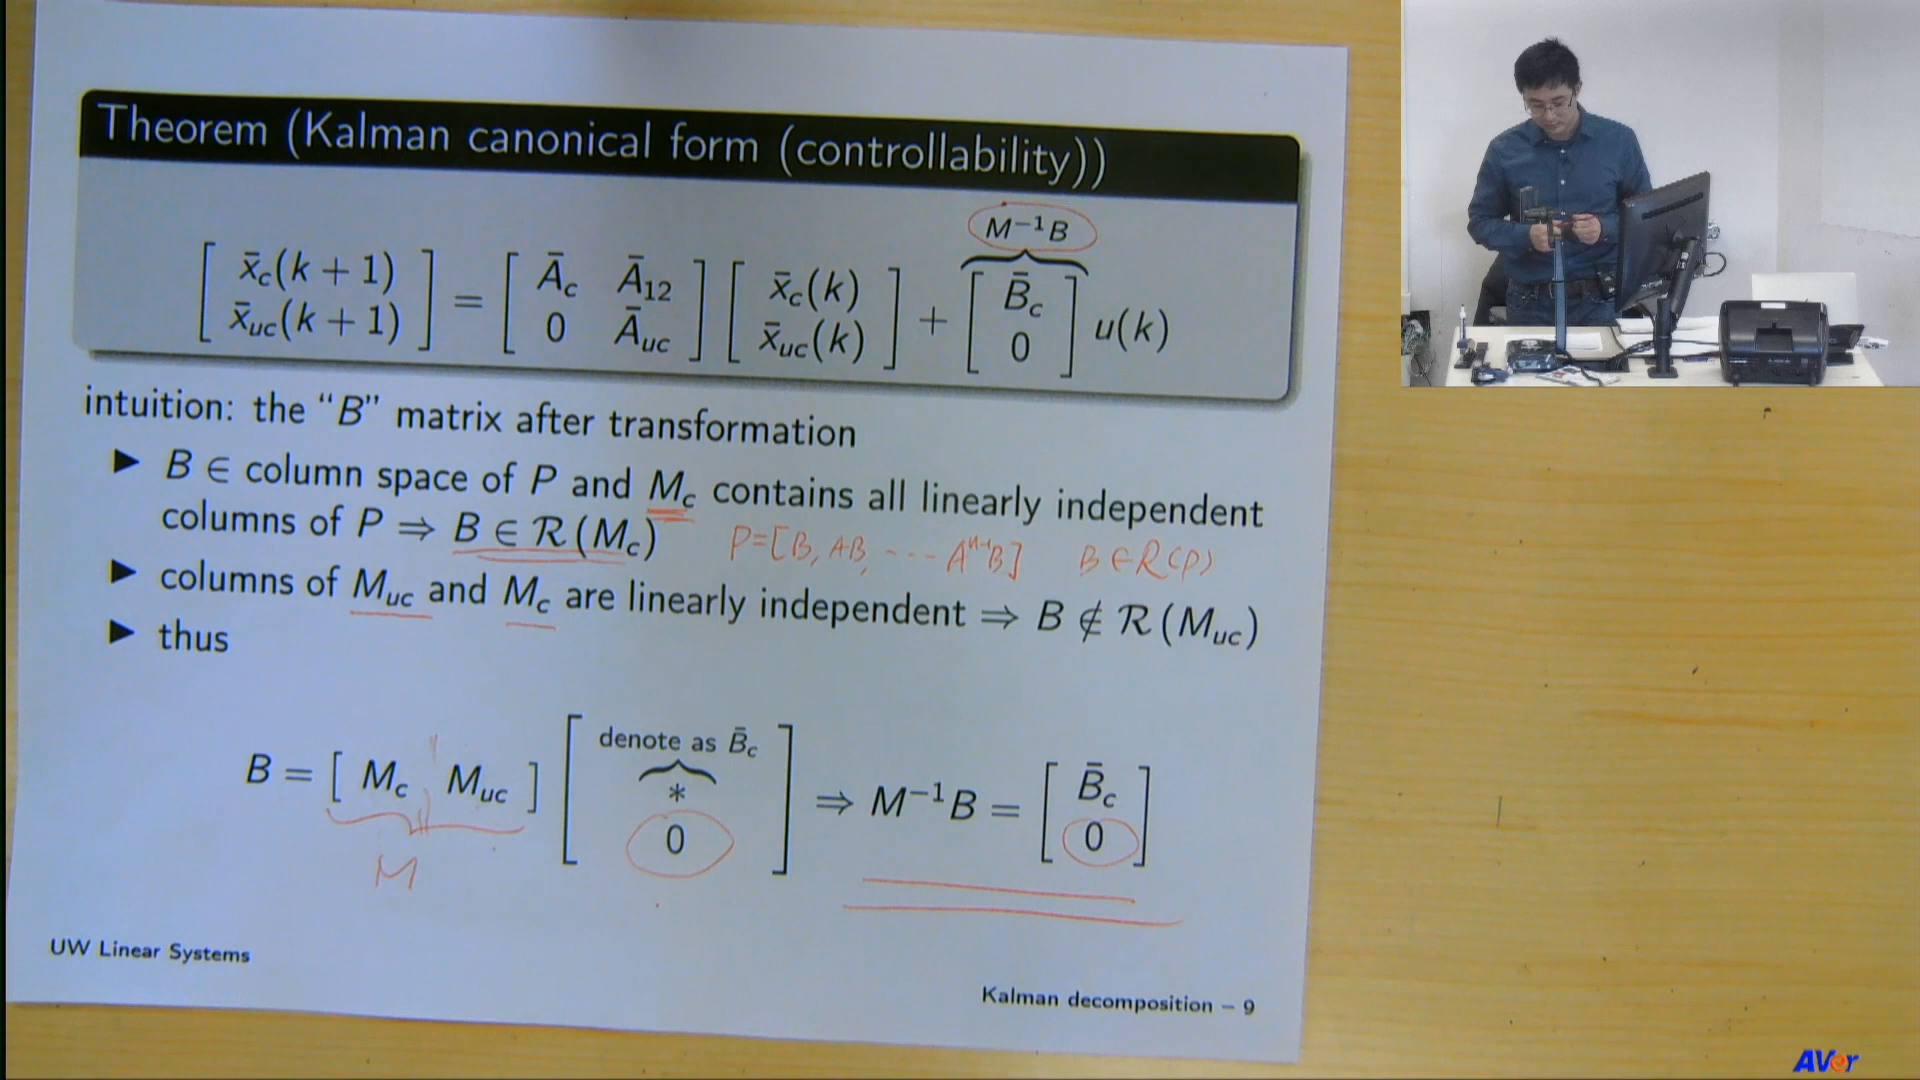 Theorem (Kalman canonical form (controllability))
M⁻¹B
[ x̄c(k + 1) ] = [ Āc Ā12 ] [ x̄c(k) ] + [ B̄c ] u(k)
[ x̄uc(k + 1) ] [ 0 Āuc ] [ x̄uc(k) ] [ 0 ]
intuition: the “B” matrix after transformation
▶ B ∈ column space of P and Mc contains all linearly independent
columns of P ⇒ B ∈ R(Mc) P=[B, AB, ··· Aⁿ⁻¹B] B ∈ R(P)
▶ columns of Muc and Mc are linearly independent ⇒ B ∉ R(Muc)
▶ thus
denote as B̄c
B = [ Mc Muc ] [ * ] ⇒ M⁻¹B = [ B̄c ]
[ 0 ] [ 0 ]
M
UW Linear Systems
Kalman decomposition – 9
AVer